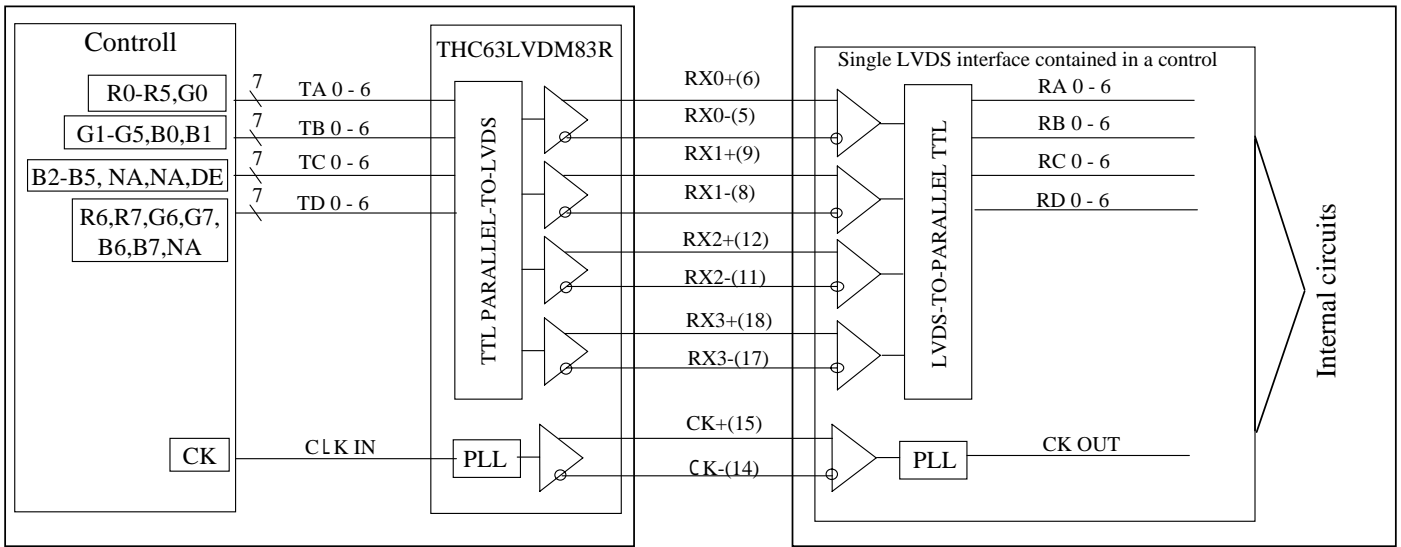 Controll
R0-R5,G0
G1-G5,B0,B1
B2-B5, NA,NA,DE
R6,R7,G6,G7,
B6,B7,NA
CK
7
TA 0 - 6
7
TB 0 - 6
7
TC 0 - 6
7
TD 0 - 6
CLK IN
THC63LVDM83R
TTL PARALLEL-TO-LVDS
PLL
RX0+(6)
RX0-(5)
RX1+(9)
RX1-(8)
RX2+(12)
RX2-(11)
RX3+(18)
RX3-(17)
CK+(15)
CK-(14)
Single LVDS interface contained in a control
LVDS-TO-PARALLEL TTL
PLL
RA 0 - 6
RB 0 - 6
RC 0 - 6
RD 0 - 6
CK OUT
Internal circuits